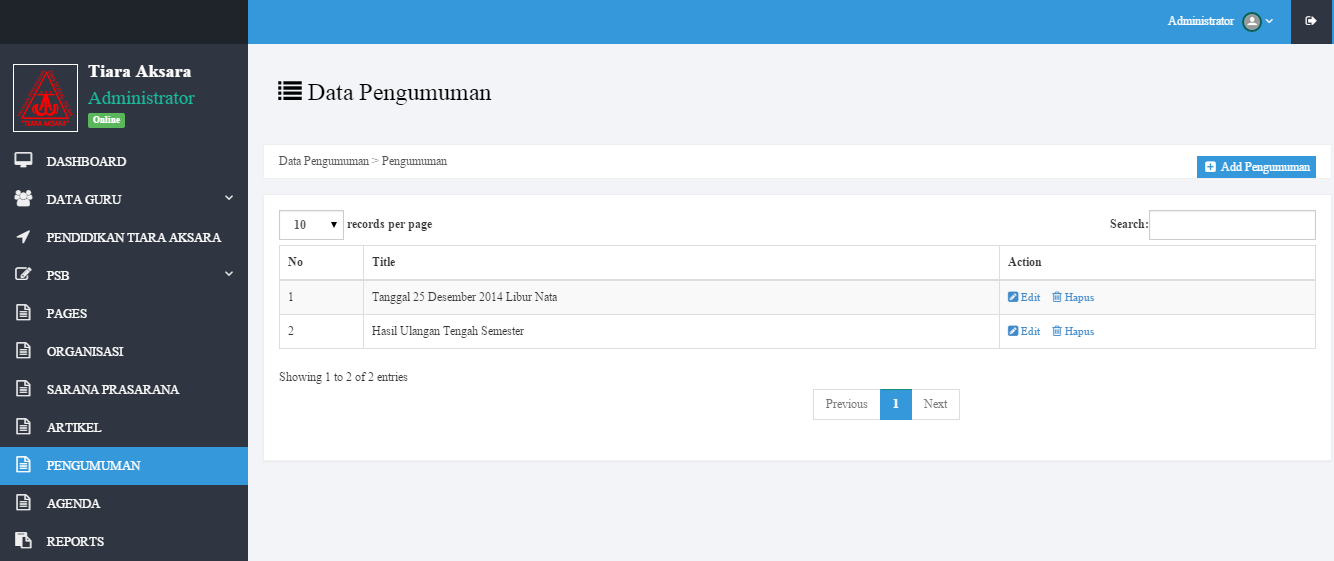 Administrator
Tiara Aksara
Administrator
Online
TIARA AKSARA
DASHBOARD
DATA GURU
PENDIDIKAN TIARA AKSARA
PSB
PAGES
ORGANISASI
SARANA PRASARANA
ARTIKEL
PENGUMUMAN
AGENDA
REPORTS
Data Pengumuman
Data Pengumuman > Pengumuman
Add Pengumuman
10 records per page Search:
No Title Action
1 Tanggal 25 Desember 2014 Libur Nata Edit Hapus
2 Hasil Ulangan Tengah Semester Edit Hapus
Showing 1 to 2 of 2 entries
Previous 1 Next